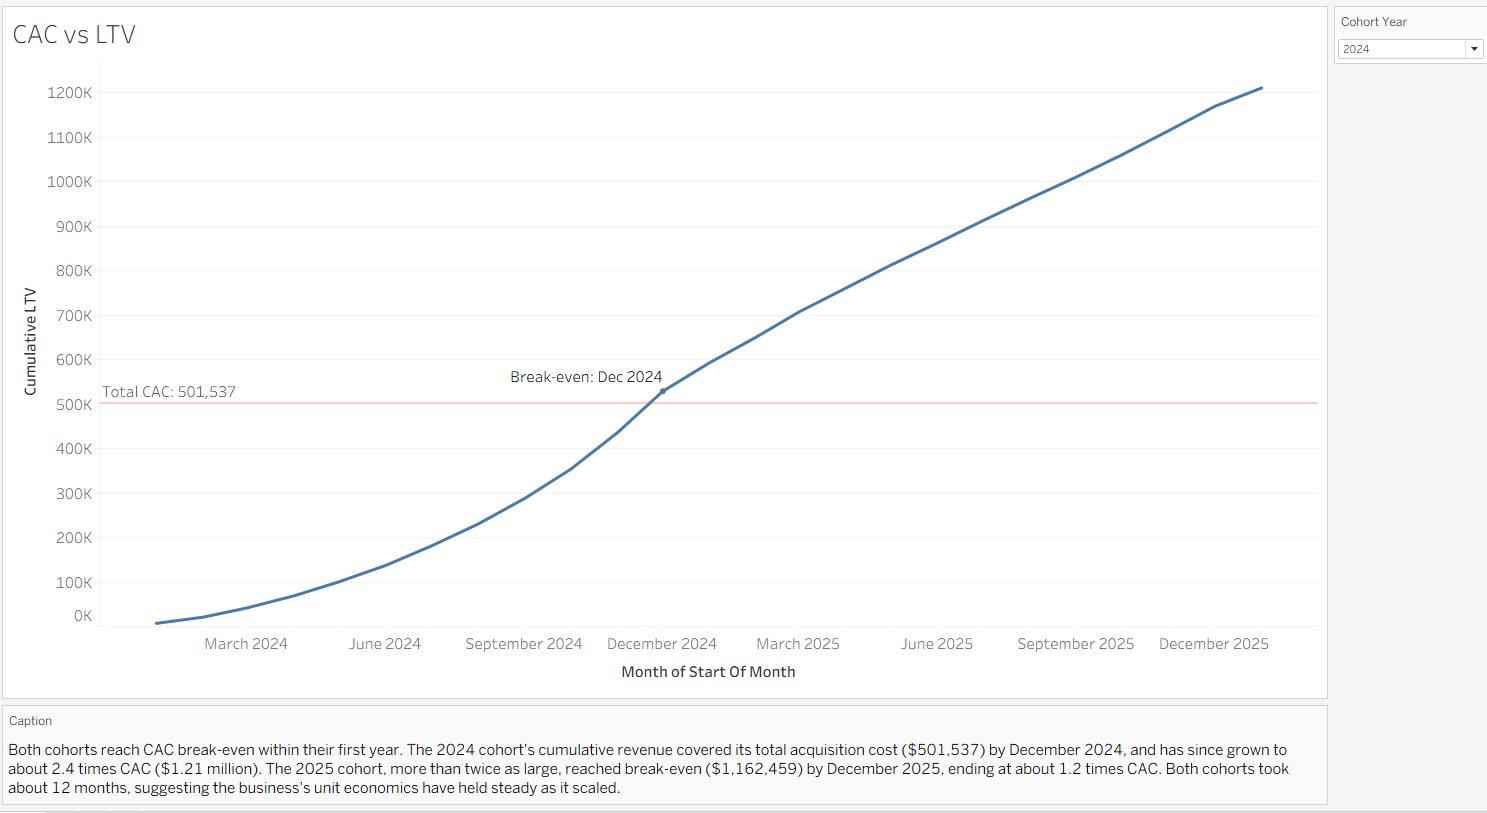 CAC vs LTV
Cohort Year
2024
1200K
1100K
1000K
900K
800K
700K
600K
500K
400K
300K
200K
100K
0K
Cumulative LTV
Total CAC: 501,537
Break-even: Dec 2024
March 2024
June 2024
September 2024
December 2024
March 2025
June 2025
September 2025
December 2025
Month of Start Of Month
Caption
Both cohorts reach CAC break-even within their first year. The 2024 cohort's cumulative revenue covered its total acquisition cost ($501,537) by December 2024, and has since grown to
about 2.4 times CAC ($1.21 million). The 2025 cohort, more than twice as large, reached break-even ($1,162,459) by December 2025, ending at about 1.2 times CAC. Both cohorts took
about 12 months, suggesting the business's unit economics have held steady as it scaled.